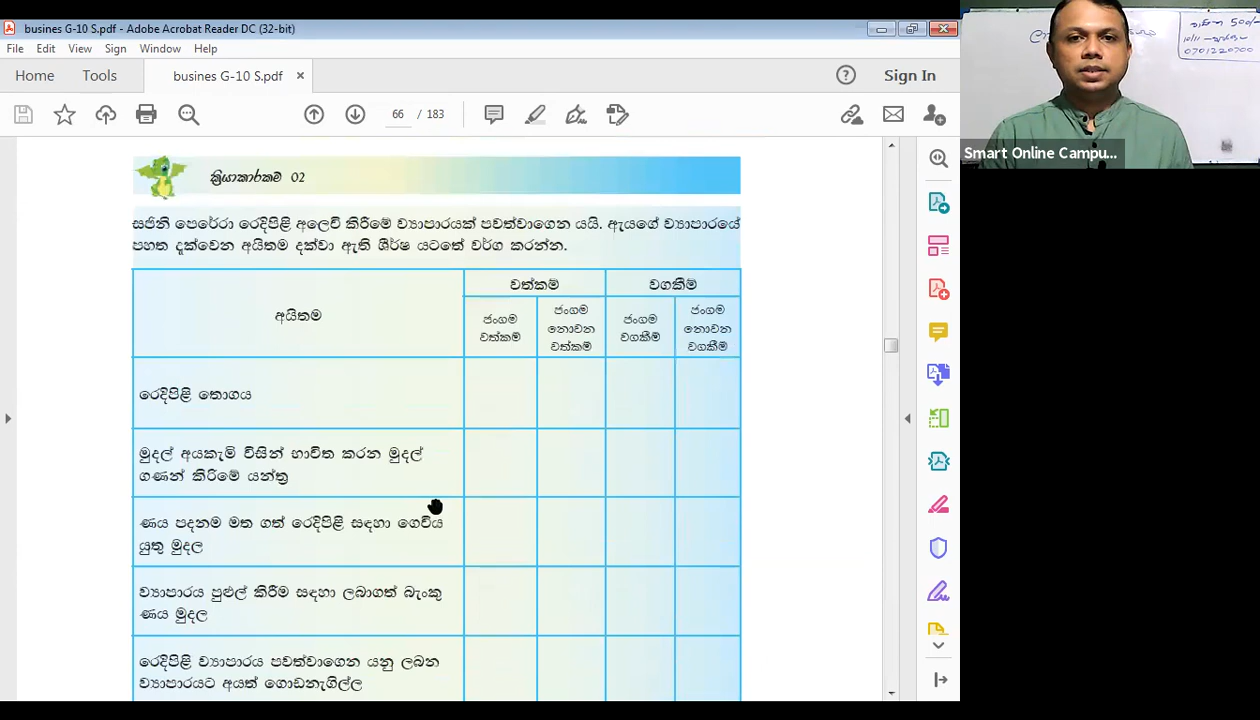 busines G-10 S.pdf - Adobe Acrobat Reader DC (32-bit)
File Edit View Sign Window Help
Home Tools busines G-10 S.pdf × Sign In
66 / 183
ක්‍රියාකාරකම් 02
සජිනි පෙරේරා රෙදිපිළි අලෙවි කිරීමේ ව්‍යාපාරයක් පවත්වාගෙන යයි. ඇයගේ ව්‍යාපාරයේ
පහත දැක්වෙන අයිතම දක්වා ඇති ශීර්ෂ යටතේ වර්ග කරන්න.
අයිතම
වත්කම්
වගකීම්
ජංගම
වත්කම්
ජංගම
නොවන
වත්කම්
ජංගම
වගකීම්
ජංගම
නොවන
වගකීම්
රෙදිපිළි තොගය
මුදල් අයකැමි විසින් භාවිත කරන මුදල්
ගණන් කිරීමේ යන්ත්‍ර
ණය පදනම මත ගත් රෙදිපිළි සඳහා ගෙවිය
යුතු මුදල
ව්‍යාපාරය පුළුල් කිරීම සඳහා ලබාගත් බැංකු
ණය මුදල
රෙදිපිළි ව්‍යාපාරය පවත්වාගෙන යනු ලබන
ව්‍යාපාරයට අයත් ගොඩනැගිල්ල
500/-
0701220700
Smart Online Campu...